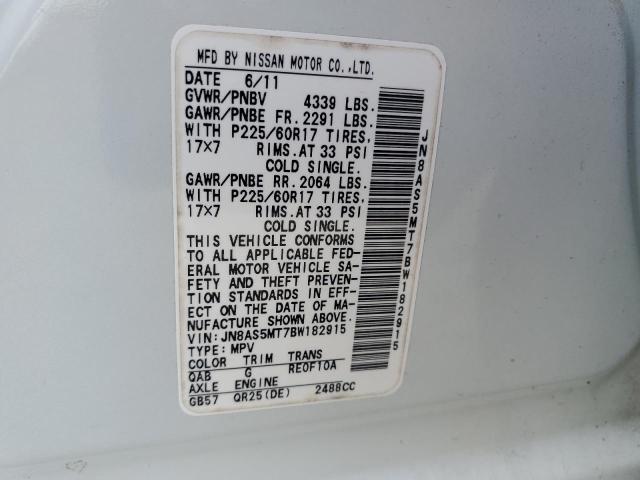 MFD BY NISSAN MOTOR CO.,LTD.
DATE 6/11
GVWR/PNBV 4339 LBS.
GAWR/PNBE FR. 2291 LBS.
WITH P225/60R17 TIRES,
17×7 RIMS.AT 33 PSI
COLD SINGLE.
GAWR/PNBE RR. 2064 LBS.
WITH P225/60R17 TIRES,
17×7 RIMS.AT 33 PSI
COLD SINGLE.
THIS VEHICLE CONFORMS
TO ALL APPLICABLE FED-
ERAL MOTOR VEHICLE SA-
FETY AND THEFT PREVEN-
TION STANDARDS IN EFF-
ECT ON THE DATE OF MA-
NUFACTURE SHOWN ABOVE.
VIN:JN8AS5MT7BW182915
TYPE:MPV
COLOR TRIM TRANS
QAB G RE0F10A
AXLE ENGINE
GB57 QR25(DE) 2488CC
JN8AS5MT7BW182915